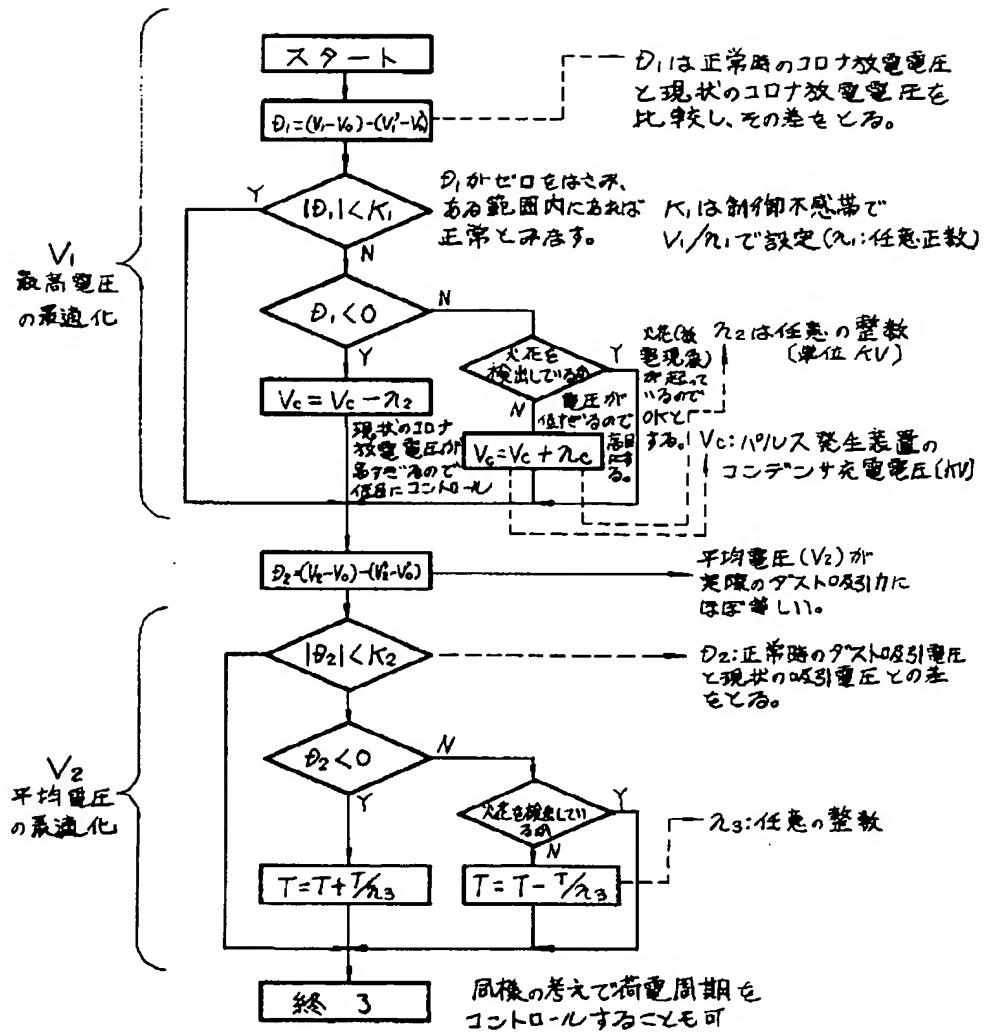 スタート
D₁=(V₁-V₀)-(V₁'-V₀')
D₁は正常時のコロナ放電電圧
と現状のコロナ放電電圧を
比較し、その差をとる。
|D₁|<K₁
Y
N
D₁がゼロをはさみ、
ある範囲内にあれば
正常とみなす。
K₁は制御不感帯で
V₁/n₁で設定(n₁:任意正数)
V₁
最高電圧
の最適化
D₁<0
N
Y
火花を
検出しているか
Y
N
火花(放
電現象)
が起って
いるので
OKと
する。
n₂は任意の整数
(単位 KV)
Vc=Vc-n₂
現状のコロナ
放電電圧が
高すぎるので
低目にコントロール
電圧が
低すぎるので
高目にす
る。
Vc=Vc+nc
Vc:パルス発生装置の
コンデンサ充電電圧(KV)
D₂=(V₂-V₀)-(V₂'-V₀')
平均電圧(V₂)が
実際のダスト吸引力に
ほぼ等しい。
|D₂|<K₂
D₂:正常時のダスト吸引電圧
と現状の吸引電圧との差
をとる。
V₂
平均電圧
の最適化
D₂<0
N
Y
火花を検出してい
るか
Y
N
n₃:任意の整数
T=T+T/n₃
T=T-T/n₃
終 3
同様の考えで荷電周期を
コントロールすることも可